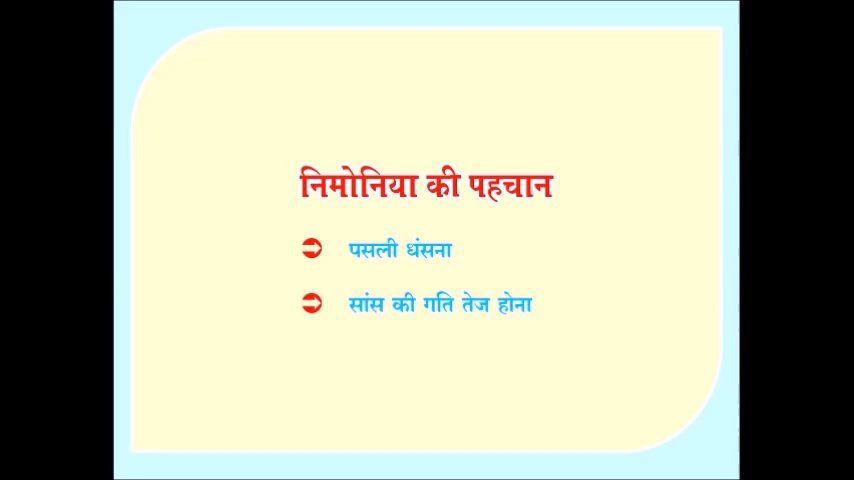 निमोनिया की पहचान
पसली धंसना
सांस की गति तेज होना